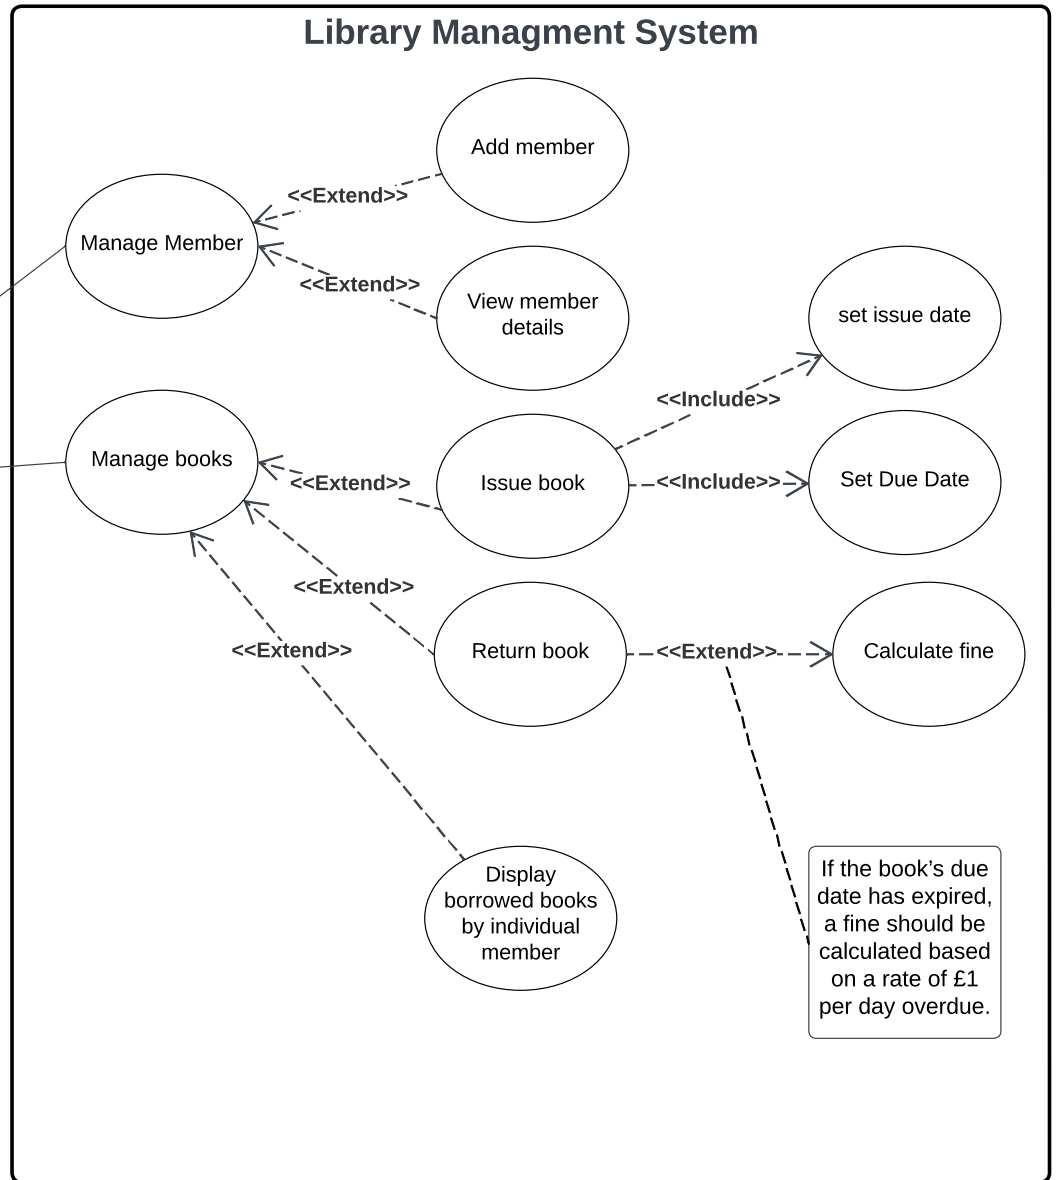 Library Managment System
Add member
<<Extend>>
Manage Member
<<Extend>>
View member
details
set issue date
<<Include>>
Manage books
<<Extend>>
Issue book
<<Include>>
Set Due Date
<<Extend>>
<<Extend>>
Return book
<<Extend>>
Calculate fine
Display
borrowed books
by individual
member
If the book’s due
date has expired,
a fine should be
calculated based
on a rate of £1
per day overdue.